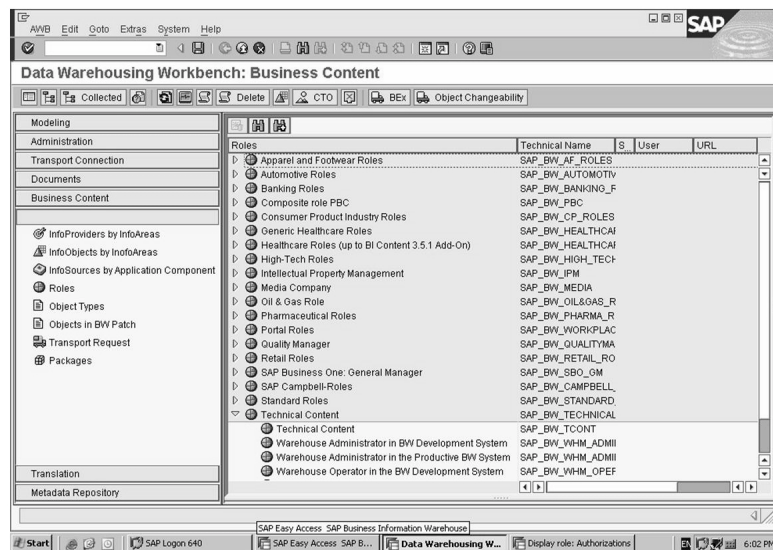 AWB Edit Goto Extras System Help
SAP
Data Warehousing Workbench: Business Content
Collected Delete CTO BEx Object Changeability
Modeling
Administration
Transport Connection
Documents
Business Content
InfoProviders by InfoAreas
InfoObjects by InofoAreas
InfoSources by Application Component
Roles
Object Types
Objects in BW Patch
Transport Request
Packages
Translation
Metadata Repository
Roles Technical Name S... User URL
Apparel and Footwear Roles SAP_BW_AF_ROLES
Automotive Roles SAP_BW_AUTOMOTIV
Banking Roles SAP_BW_BANKING_F
Composite role PBC SAP_BW_PBC
Consumer Product Industry Roles SAP_BW_CP_ROLES
Generic Healthcare Roles SAP_BW_HEALTHCAF
Healthcare Roles (up to BI Content 3.5.1 Add-On) SAP_BW_HEALTHCAF
High-Tech Roles SAP_BW_HIGH_TECH
Intellectual Property Management SAP_BW_IPM
Media Company SAP_BW_MEDIA
Oil & Gas Role SAP_BW_OIL&GAS_R
Pharmaceutical Roles SAP_BW_PHARMA_R
Portal Roles SAP_BW_WORKPLAC
Quality Manager SAP_BW_QUALITYMA
Retail Roles SAP_BW_RETAIL_RO
SAP Business One: General Manager SAP_BW_SBO_GM
SAP Campbell-Roles SAP_BW_CAMPBELL_
Standard Roles SAP_BW_STANDARD_
Technical Content SAP_BW_TECHNICAL
Technical Content SAP_BW_TCONT
Warehouse Administrator in BW Development System SAP_BW_WHM_ADMII
Warehouse Administrator in the Productive BW System SAP_BW_WHM_ADMII
Warehouse Operator in the BW Development System SAP_BW_WHM_OPEF
SAP Easy Access SAP Business Information Warehouse
Start SAP Logon 640 SAP Easy Access SAP B... Data Warehousing W... Display role: Authorizations 6:02 PM